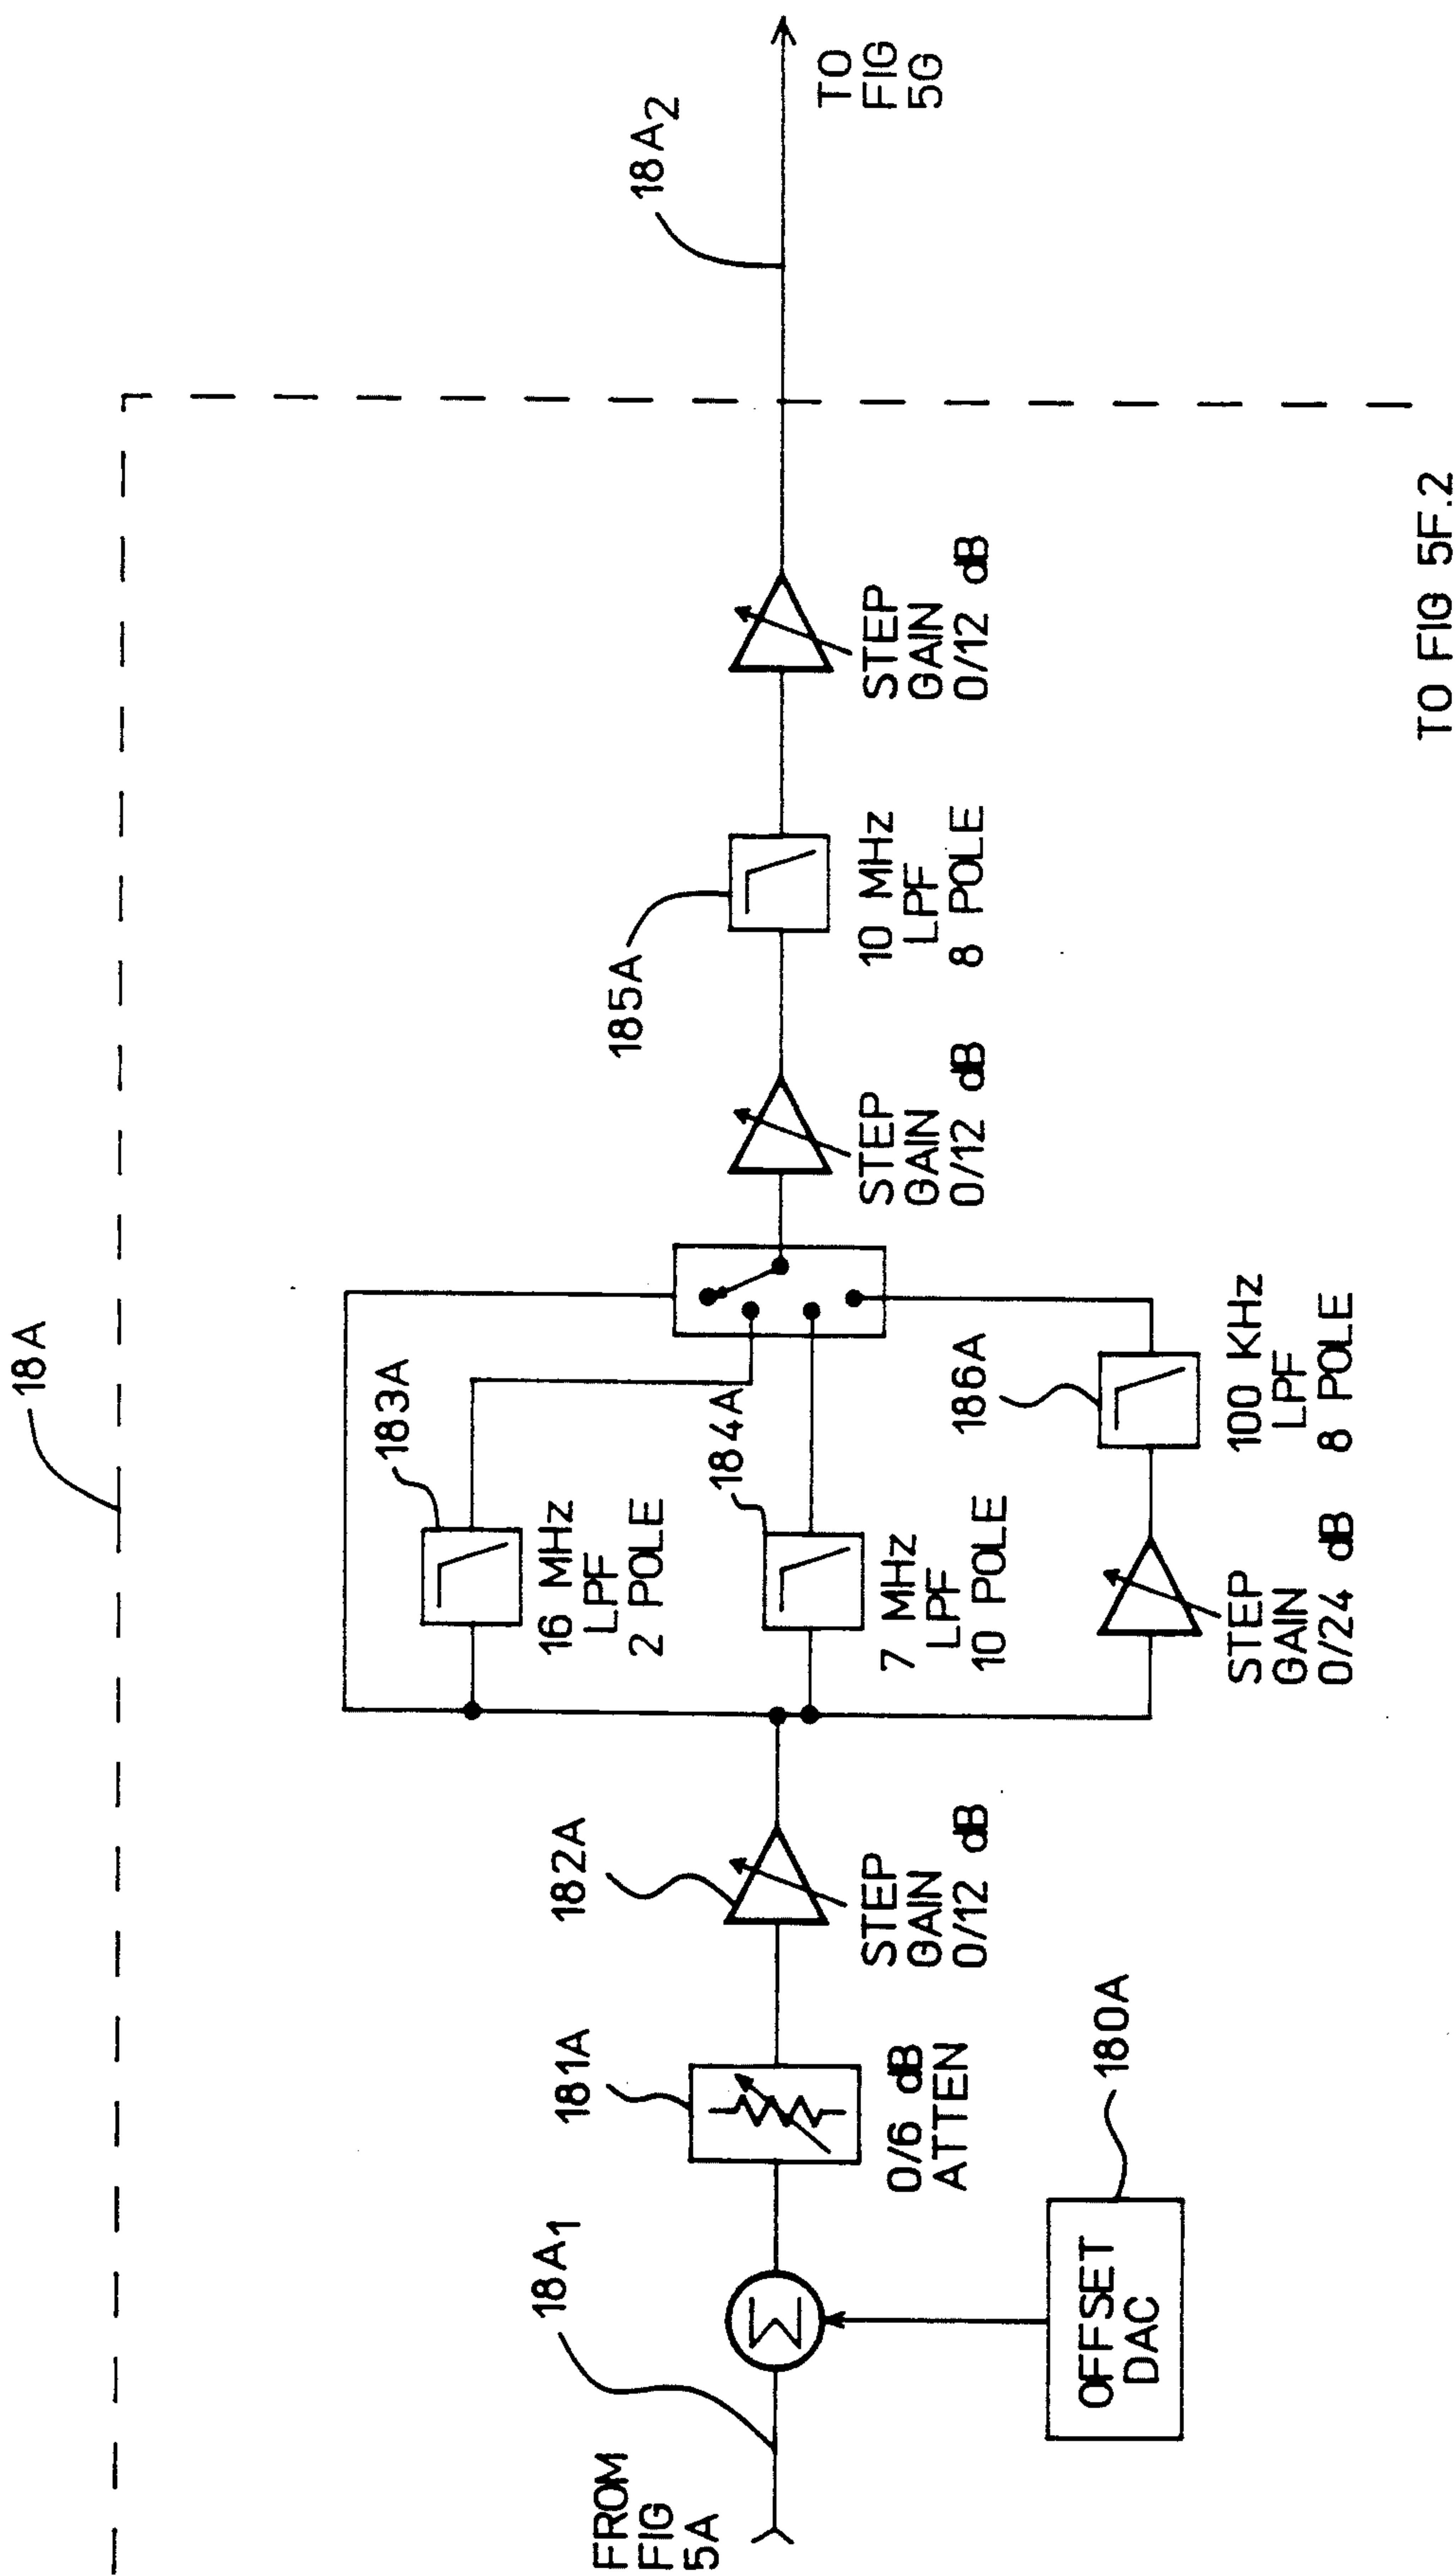 18A
FROM
FIG
5A
18A1
OFFSET
DAC
180A
181A
0/6 dB
ATTEN
182A
STEP
GAIN
0/12 dB
183A
16 MHz
LPF
2 POLE
184A
7 MHz
LPF
10 POLE
STEP
GAIN
0/24 dB
186A
100 KHz
LPF
8 POLE
STEP
GAIN
0/12 dB
185A
10 MHz
LPF
8 POLE
STEP
GAIN
0/12 dB
18A2
TO
FIG
5G
TO FIG 5F.2